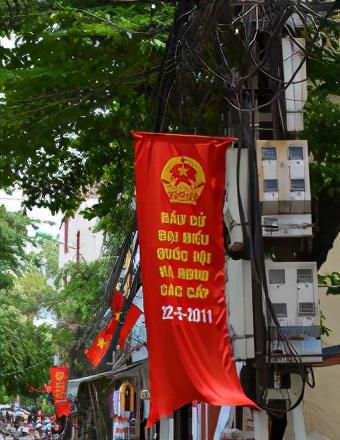 BẦU CỬ
ĐẠI BIỂU
QUỐC HỘI
VÀ HĐND
CÁC CẤP
22-5-2011